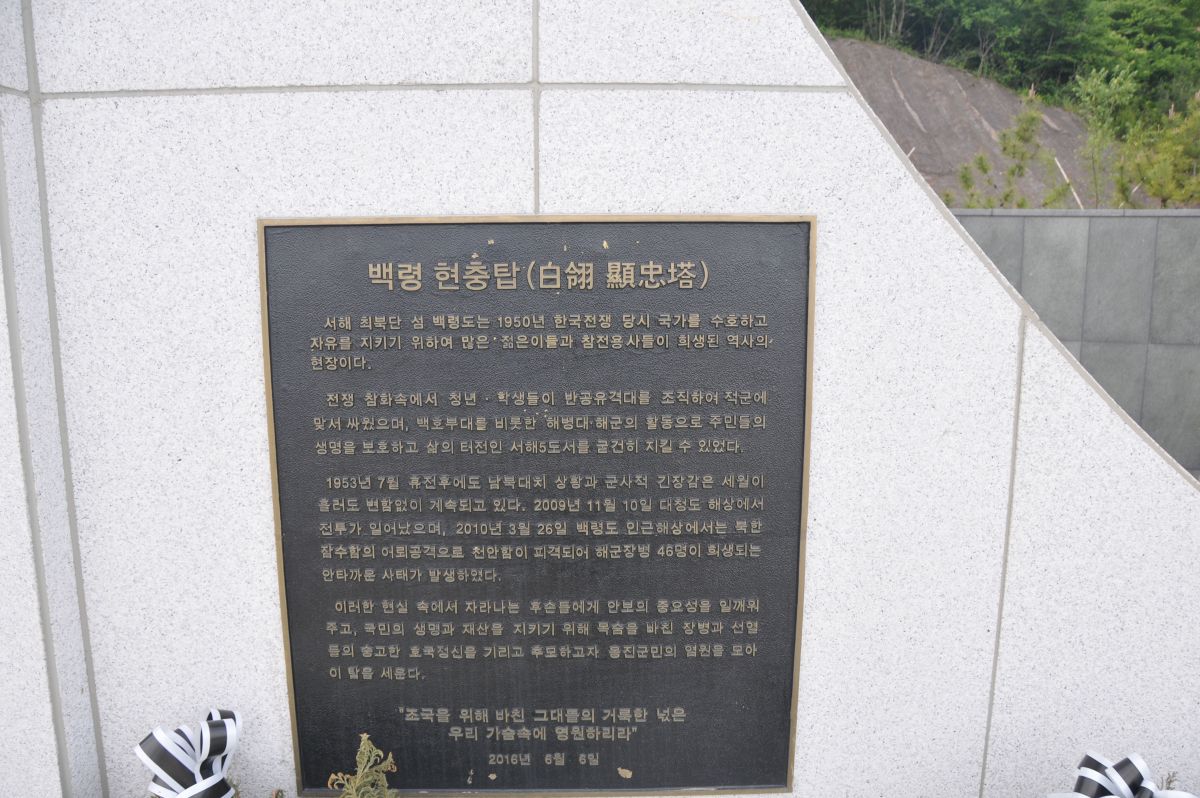 백령 현충탑(白翎 顯忠塔)
서해 최북단 섬 백령도는 1950년 한국전쟁 당시 국가를 수호하고
자유를 지키기 위하여 많은 젊은이들과 참전용사들이 희생된 역사의
현장이다.
전쟁 참화속에서 청년·학생들이 반공유격대를 조직하여 적군에
맞서 싸웠으며, 백호부대를 비롯한 해병대·해군의 활동으로 주민들의
생명을 보호하고 삶의 터전인 서해5도서를 굳건히 지킬 수 있었다.
1953년 7월 휴전후에도 남북대치 상황과 군사적 긴장감은 세월이
흘러도 변함없이 계속되고 있다. 2009년 11월 10일 대청도 해상에서
전투가 일어났으며, 2010년 3월 26일 백령도 인근해상에서는 북한
잠수함의 어뢰공격으로 천안함이 피격되어 해군장병 46명이 희생되는
안타까운 사태가 발생하였다.
이러한 현실 속에서 자라나는 후손들에게 안보의 중요성을 일깨워
주고, 국민의 생명과 재산을 지키기 위해 목숨을 바친 장병과 선열
들의 숭고한 호국정신을 기리고 추모하고자 옹진군민의 염원을 모아
이 탑을 세운다.
"조국을 위해 바친 그대들의 거룩한 넋은
우리 가슴속에 영원하리라"
2016년 6월 6일